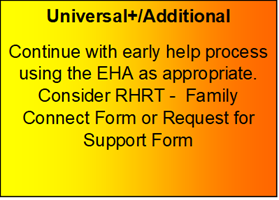 Universal+/Additional
Continue with early help process
using the EHA as appropriate.
Consider RHRT - Family
Connect Form or Request for
Support Form